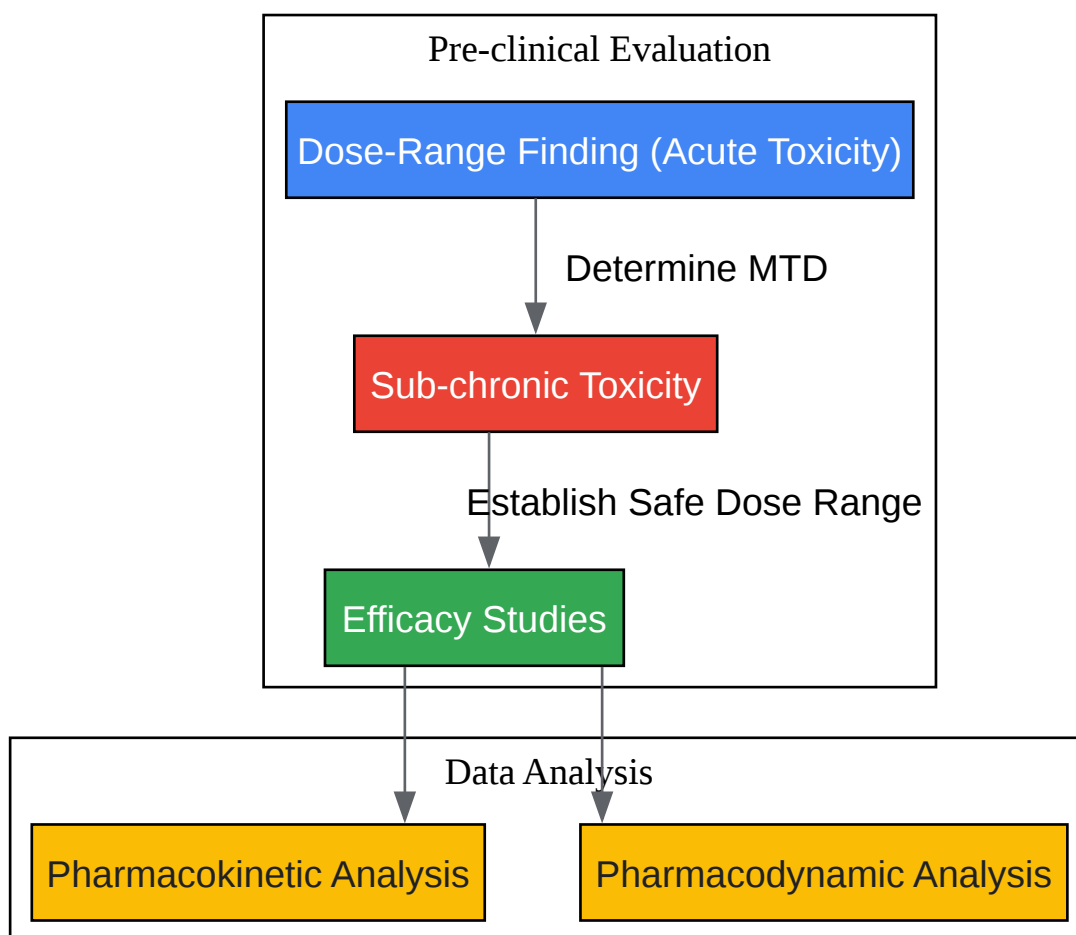 Pre-clinical Evaluation
Dose-Range Finding (Acute Toxicity)
Determine MTD
Sub-chronic Toxicity
Establish Safe Dose Range
Efficacy Studies
Data Analysis
Pharmacokinetic Analysis
Pharmacodynamic Analysis